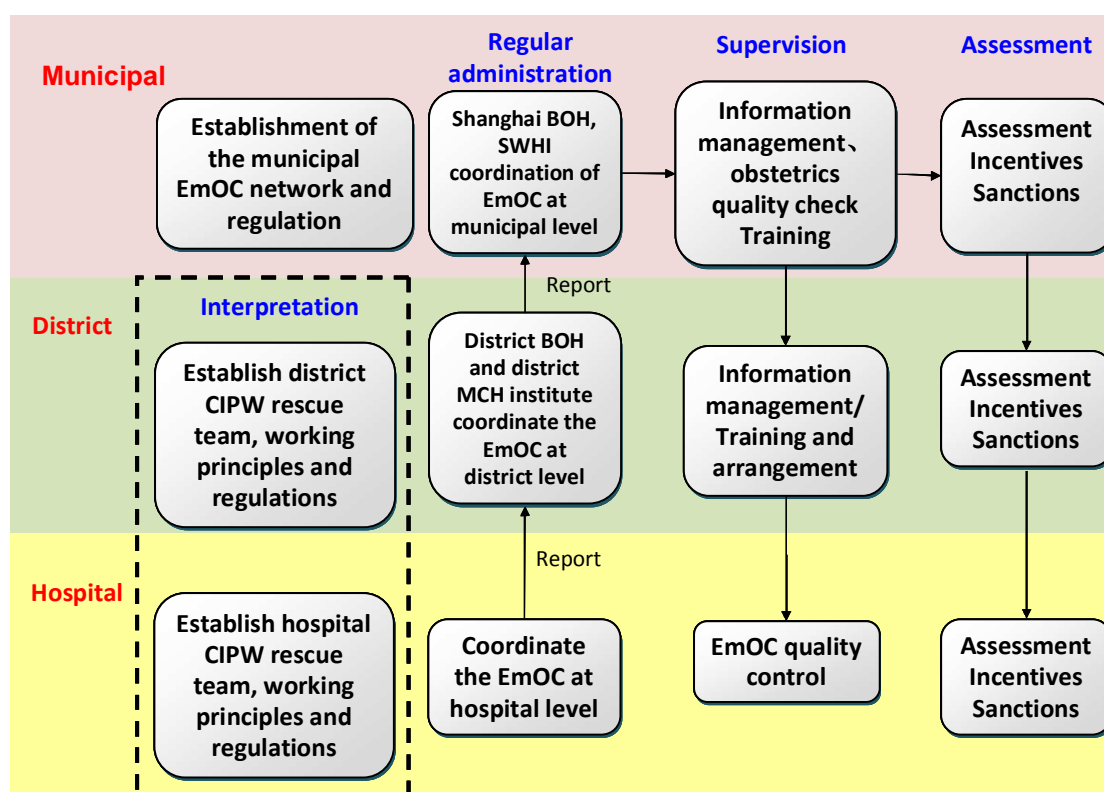 Municipal
Regular
administration
Supervision
Assessment
Establishment of
the municipal
EmOC network and
regulation
Shanghai BOH,
SWHI
coordination of
EmOC at
municipal level
Information
management、
obstetrics
quality check
Training
Assessment
Incentives
Sanctions
Report
District
Interpretation
Establish district
CIPW rescue
team, working
principles and
regulations
District BOH
and district
MCH institute
coordinate the
EmOC at
district level
Information
management/
Training and
arrangement
Assessment
Incentives
Sanctions
Report
Hospital
Establish hospital
CIPW rescue
team, working
principles and
regulations
Coordinate
the EmOC at
hospital level
EmOC quality
control
Assessment
Incentives
Sanctions